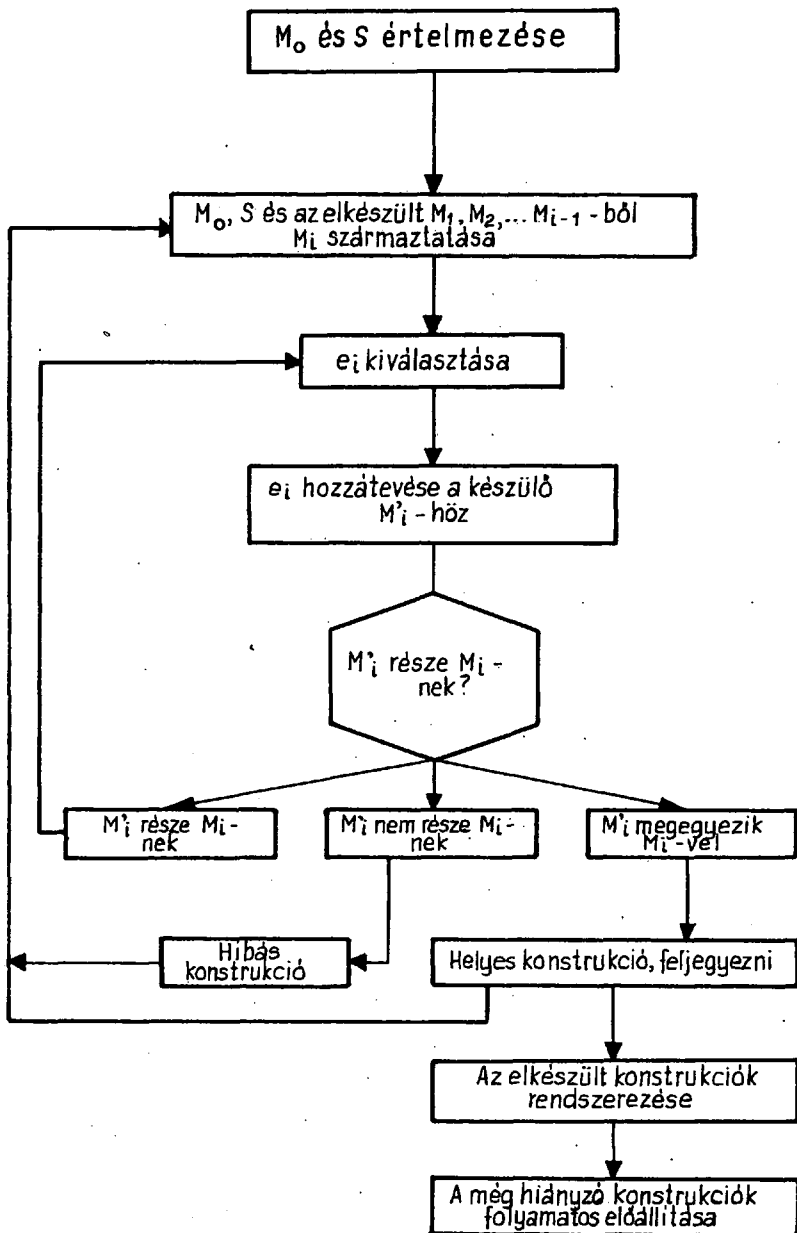 M₀ és S értelmezése
M₀, S és az elkészült M₁, M₂,... Mᵢ₋₁ - ből
Mᵢ származtatása
eᵢ kiválasztása
eᵢ hozzátevése a készülő
M'ᵢ - höz
M'ᵢ része Mᵢ -
nek?
M'ᵢ része Mᵢ -
nek
M'ᵢ nem része Mᵢ -
nek
M'ᵢ megegyezik
Mᵢ-vel
Hibás
konstrukció
Helyes konstrukció, feljegyezni
Az elkészült konstrukciók
rendszerezése
A még hiányzó konstrukciók
folyamatos előállítása